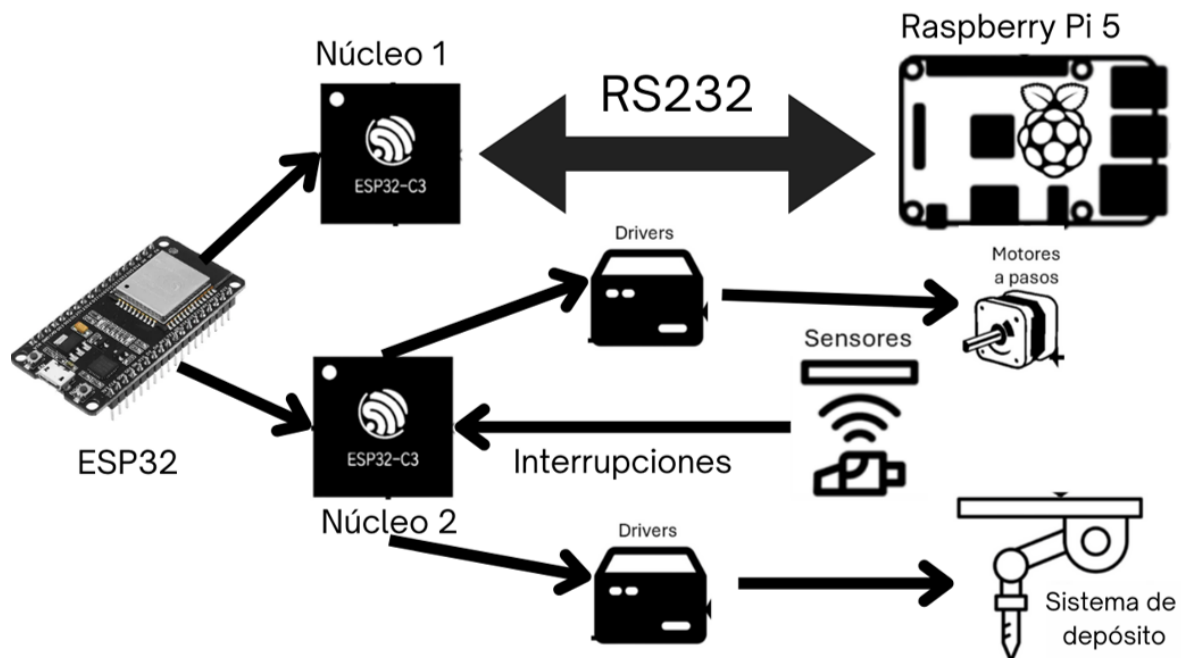 Raspberry Pi 5
Núcleo 1
RS232
ESP32-C3
Drivers
Motores
a pasos
Sensores
ESP32-C3
ESP32
Interrupciones
Núcleo 2
Drivers
Sistema de
depósito